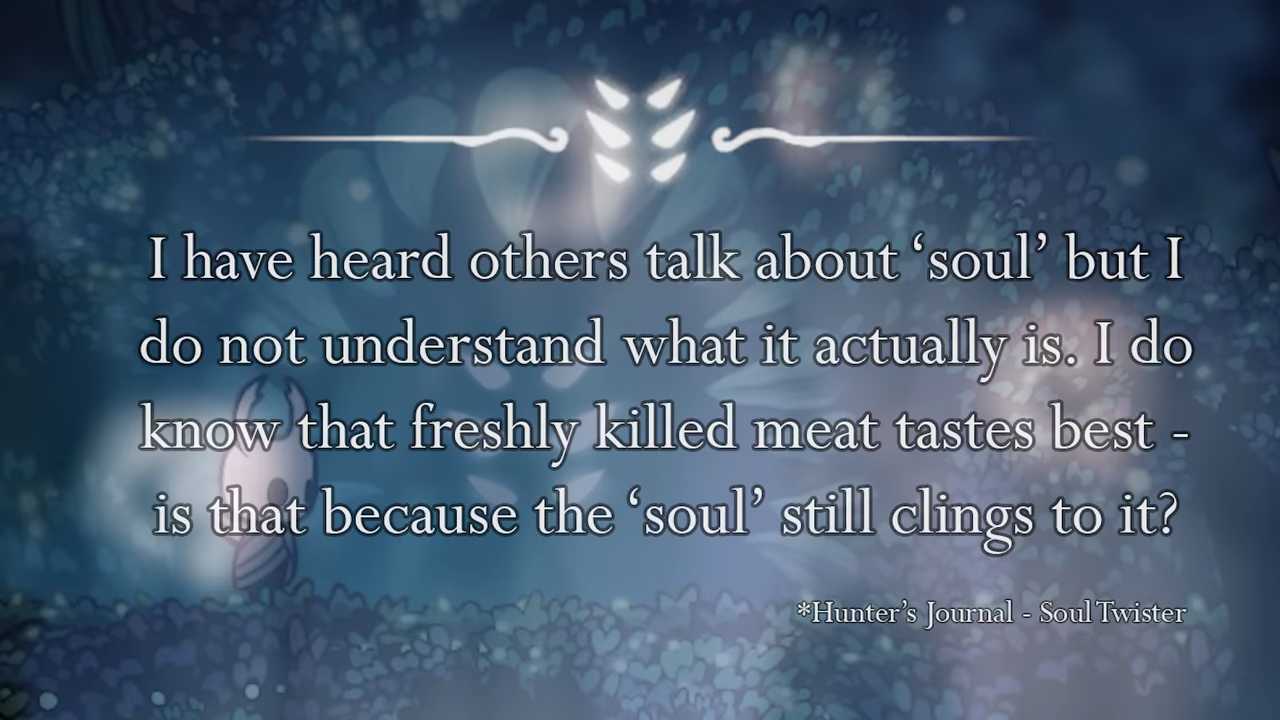 I have heard others talk about ‘soul’ but I
do not understand what it actually is. I do
know that freshly killed meat tastes best -
is that because the ‘soul’ still clings to it?
*Hunter’s Journal - Soul Twister